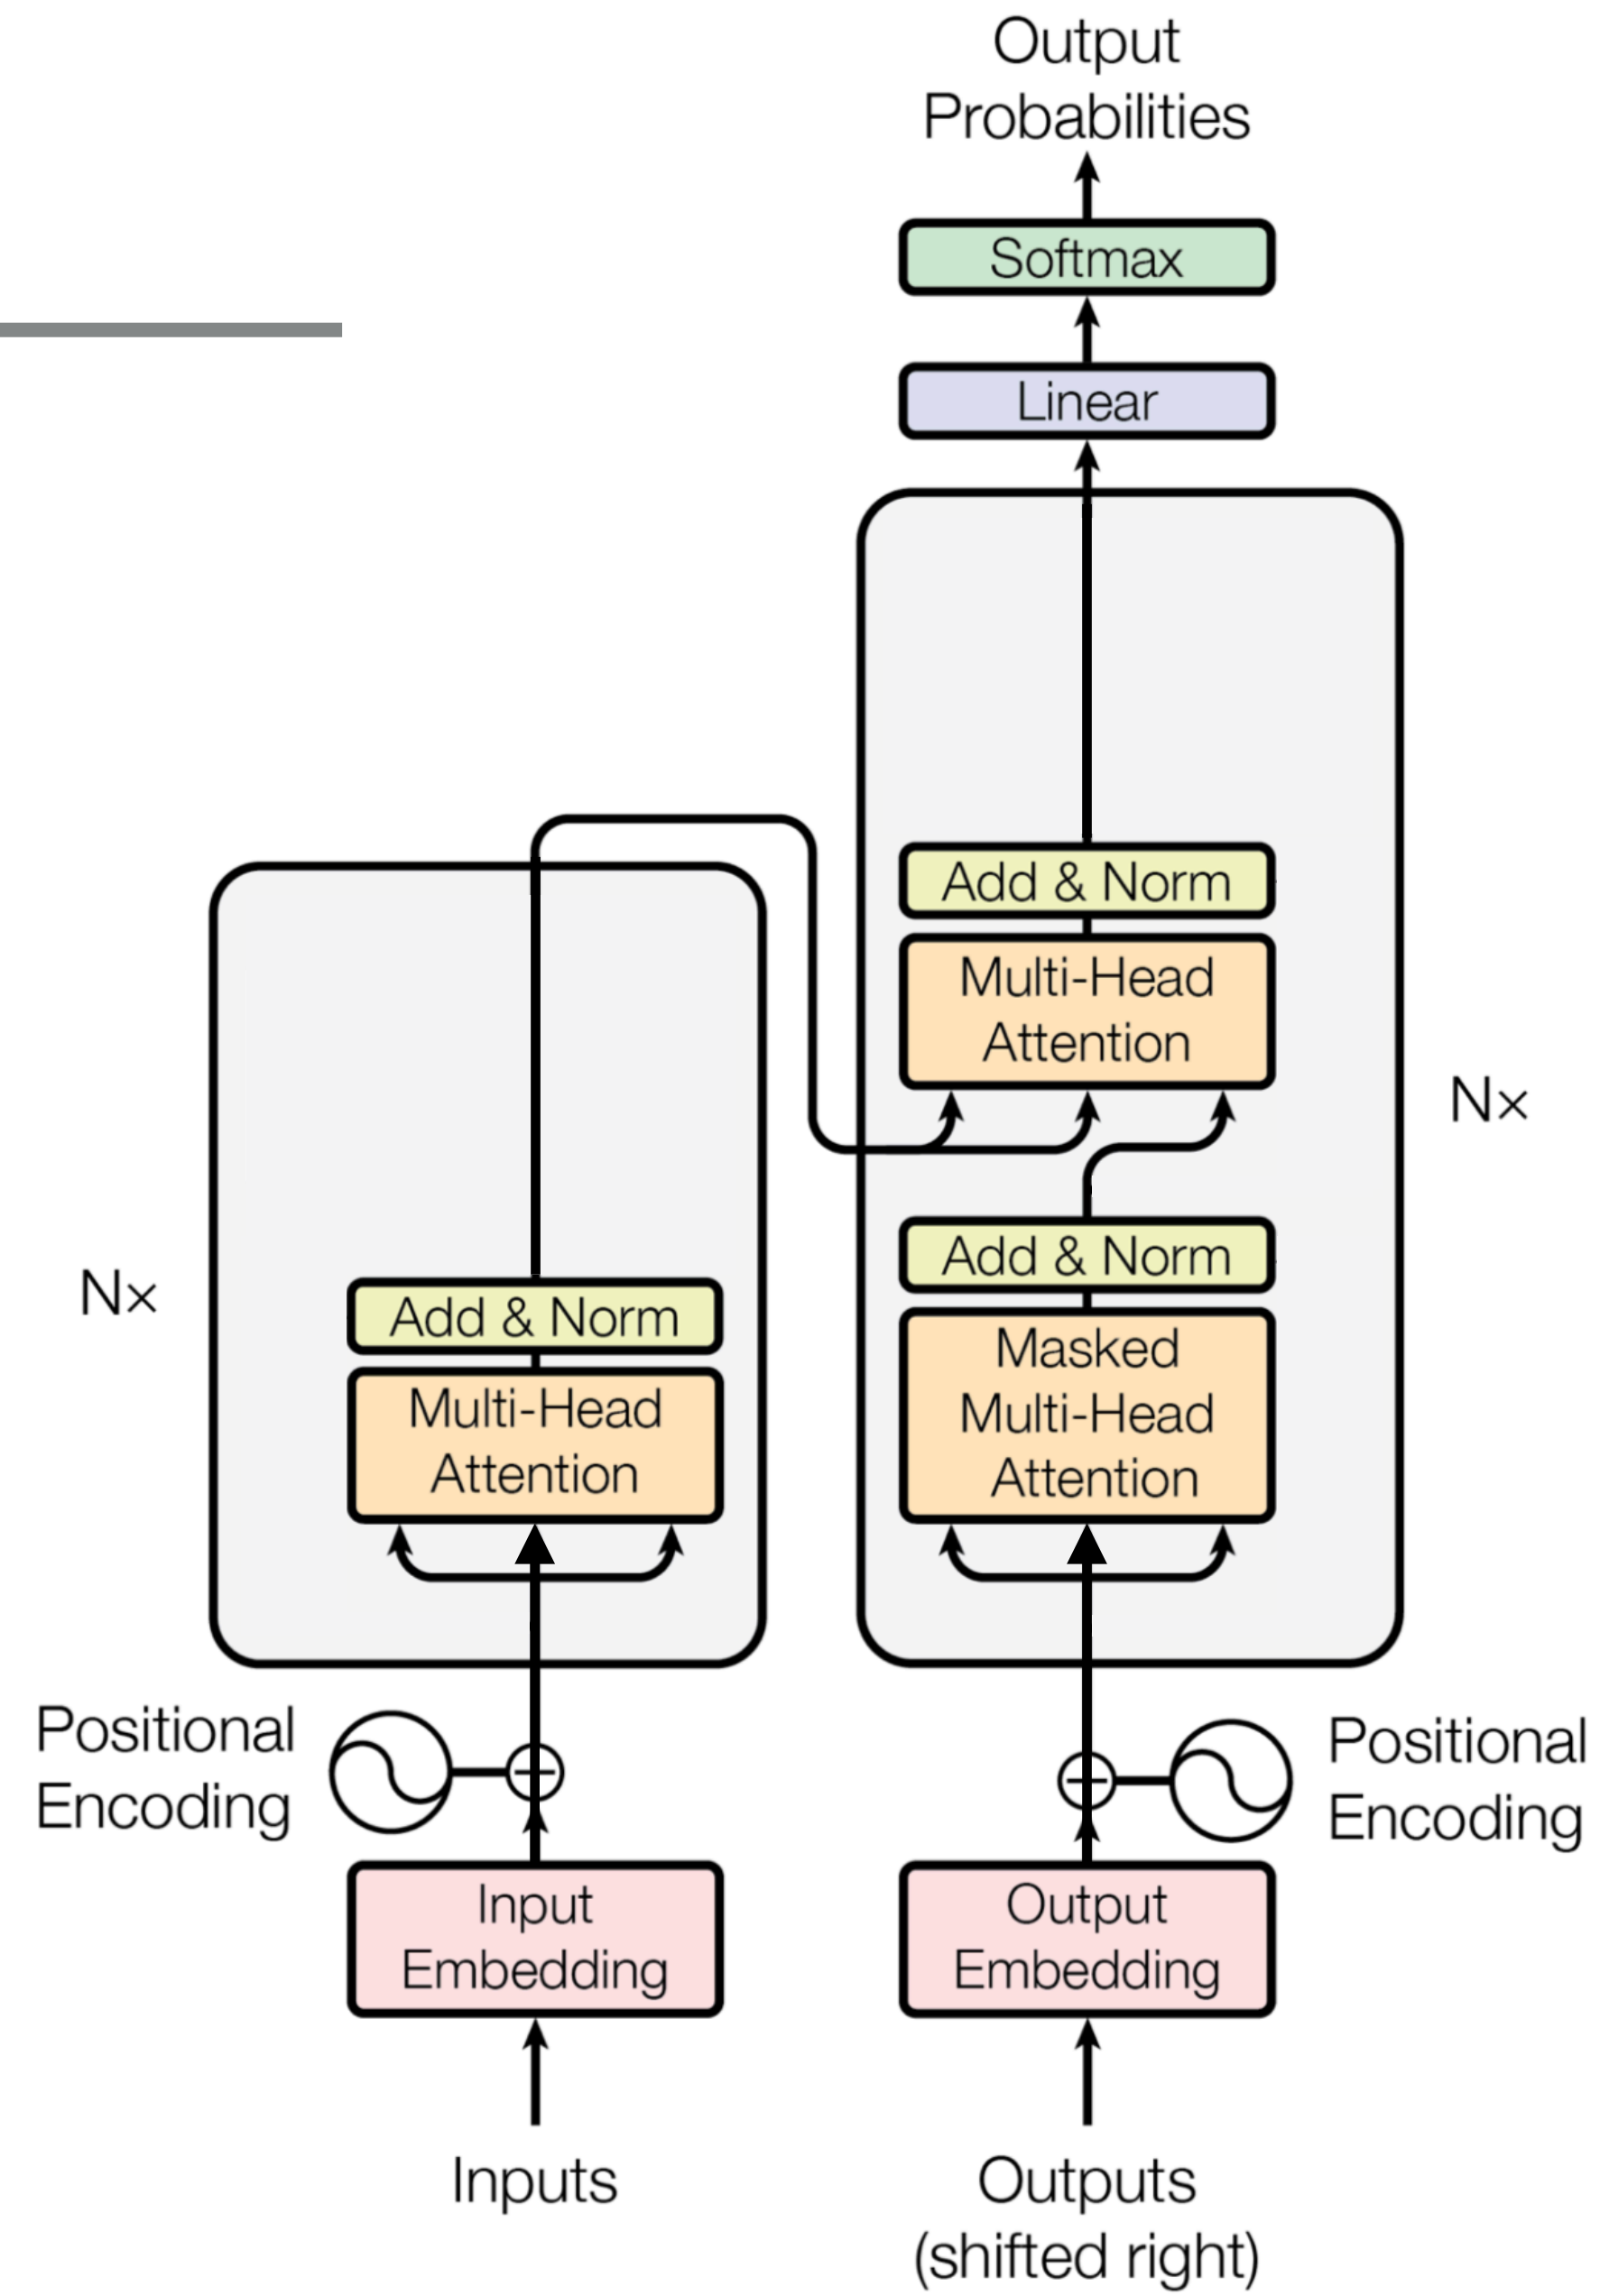 Output
Probabilities
Softmax
Linear
Add & Norm
Multi-Head
Attention
Nx
Add & Norm
Masked
Multi-Head
Attention
Nx
Add & Norm
Multi-Head
Attention
Positional
Encoding
Positional
Encoding
Input
Embedding
Output
Embedding
Inputs
Outputs
(shifted right)